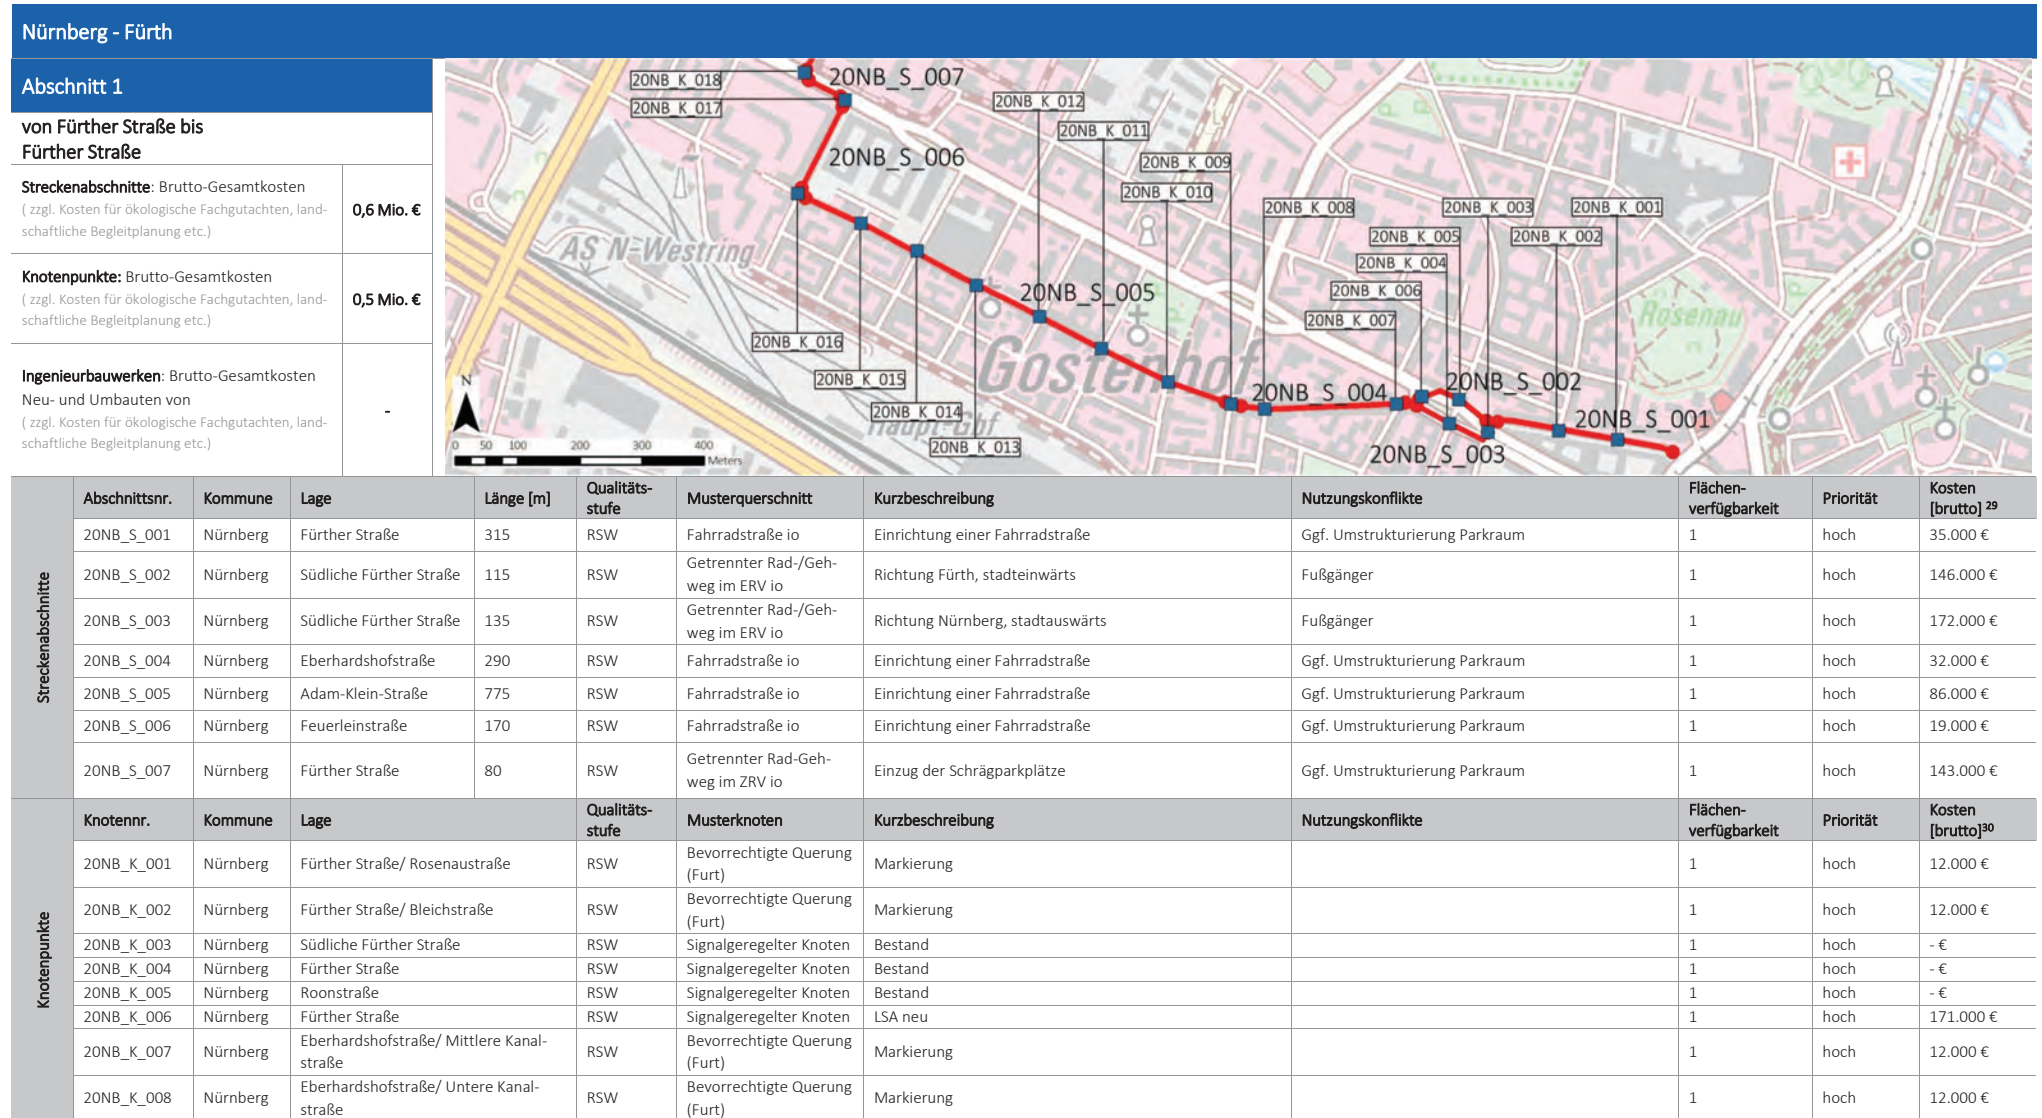 Nürnberg - Fürth
Abschnitt 1
von Fürther Straße bis
Fürther Straße
Streckenabschnitte: Brutto-Gesamtkosten
( zzgl. Kosten für ökologische Fachgutachten, land-
schaftliche Begleitplanung etc.)
0,6 Mio. €
Knotenpunkte: Brutto-Gesamtkosten
( zzgl. Kosten für ökologische Fachgutachten, land-
schaftliche Begleitplanung etc.)
0,5 Mio. €
Ingenieurbauwerken: Brutto-Gesamtkosten
Neu- und Umbauten von
( zzgl. Kosten für ökologische Fachgutachten, land-
schaftliche Begleitplanung etc.)
-
20NB_K_018
20NB_S_007
20NB_K_017
20NB_K_012
20NB_K_011
20NB_S_006
20NB_K_009
20NB_K_010
20NB_K_008
20NB_K_003
20NB_K_001
20NB_K_005
20NB_K_002
AS N-Westring
20NB_K_004
20NB_K_006
20NB_S_005
20NB_K_007
Rosenau
20NB_K_016
Gostenhof
20NB_K_015
20NB_S_004
20NB_S_002
20NB_K_014
20NB_S_001
Haupt-Gbf
20NB_K_013
20NB_S_003
N
0 50 100 200 300 400
Meters
Streckenabschnitte
Abschnittsnr. Kommune Lage Länge [m] Qualitäts-
stufe Musterquerschnitt Kurzbeschreibung Nutzungskonflikte Flächen-
verfügbarkeit Priorität Kosten
[brutto] 29
20NB_S_001 Nürnberg Fürther Straße 315 RSW Fahrradstraße io Einrichtung einer Fahrradstraße Ggf. Umstrukturierung Parkraum 1 hoch 35.000 €
20NB_S_002 Nürnberg Südliche Fürther Straße 115 RSW Getrennter Rad-/Geh-
weg im ERV io Richtung Fürth, stadteinwärts Fußgänger 1 hoch 146.000 €
20NB_S_003 Nürnberg Südliche Fürther Straße 135 RSW Getrennter Rad-/Geh-
weg im ERV io Richtung Nürnberg, stadtauswärts Fußgänger 1 hoch 172.000 €
20NB_S_004 Nürnberg Eberhardshofstraße 290 RSW Fahrradstraße io Einrichtung einer Fahrradstraße Ggf. Umstrukturierung Parkraum 1 hoch 32.000 €
20NB_S_005 Nürnberg Adam-Klein-Straße 775 RSW Fahrradstraße io Einrichtung einer Fahrradstraße Ggf. Umstrukturierung Parkraum 1 hoch 86.000 €
20NB_S_006 Nürnberg Feuerleinstraße 170 RSW Fahrradstraße io Einrichtung einer Fahrradstraße Ggf. Umstrukturierung Parkraum 1 hoch 19.000 €
20NB_S_007 Nürnberg Fürther Straße 80 RSW Getrennter Rad-Geh-
weg im ZRV io Einzug der Schrägparkplätze Ggf. Umstrukturierung Parkraum 1 hoch 143.000 €
Knotenpunkte
Knotennr. Kommune Lage Qualitäts-
stufe Musterknoten Kurzbeschreibung Nutzungskonflikte Flächen-
verfügbarkeit Priorität Kosten
[brutto]30
20NB_K_001 Nürnberg Fürther Straße/ Rosenaustraße RSW Bevorrechtigte Querung
(Furt) Markierung 1 hoch 12.000 €
20NB_K_002 Nürnberg Fürther Straße/ Bleichstraße RSW Bevorrechtigte Querung
(Furt) Markierung 1 hoch 12.000 €
20NB_K_003 Nürnberg Südliche Fürther Straße RSW Signalgeregelter Knoten Bestand 1 hoch - €
20NB_K_004 Nürnberg Fürther Straße RSW Signalgeregelter Knoten Bestand 1 hoch - €
20NB_K_005 Nürnberg Roonstraße RSW Signalgeregelter Knoten Bestand 1 hoch - €
20NB_K_006 Nürnberg Fürther Straße RSW Signalgeregelter Knoten LSA neu 1 hoch 171.000 €
20NB_K_007 Nürnberg Eberhardshofstraße/ Mittlere Kanal-
straße RSW Bevorrechtigte Querung
(Furt) Markierung 1 hoch 12.000 €
20NB_K_008 Nürnberg Eberhardshofstraße/ Untere Kanal-
straße RSW Bevorrechtigte Querung
(Furt) Markierung 1 hoch 12.000 €